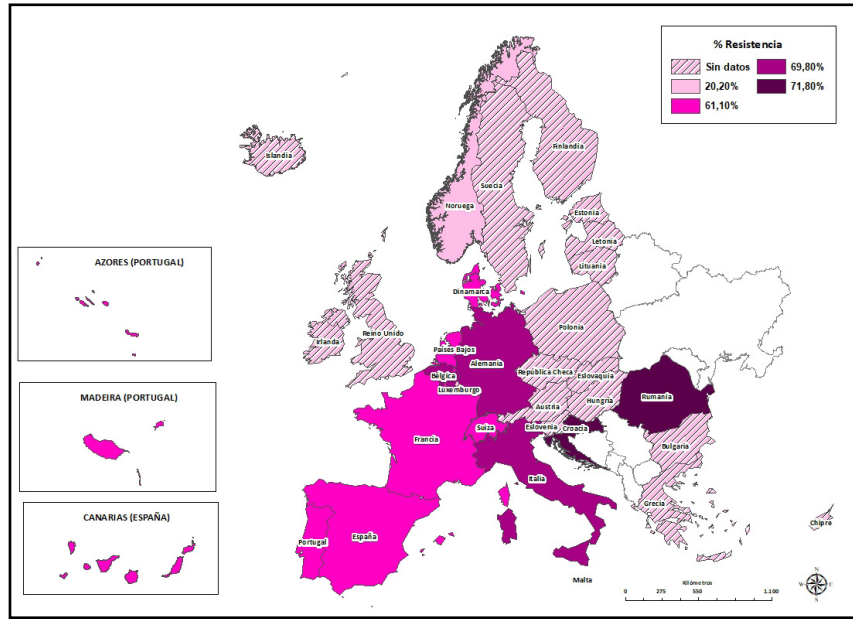 % Resistencia
Sin datos
69,80%
20,20%
71,80%
61,10%
Islandia
Finlandia
Suecia
Noruega
Estonia
Letonia
Lituania
AZORES (PORTUGAL)
Dinamarca
Irlanda
Reino Unido
Polonia
Países Bajos
Alemania
Bélgica
República Checa
Eslovaquia
Luxemburgo
MADEIRA (PORTUGAL)
Austria
Hungría
Rumanía
Suiza
Eslovenia
Croacia
Francia
Bulgaria
Italia
Grecia
CANARIAS (ESPAÑA)
Portugal
España
Chipre
Malta
Kilómetros
0 275 550 1.100
N
W E
S